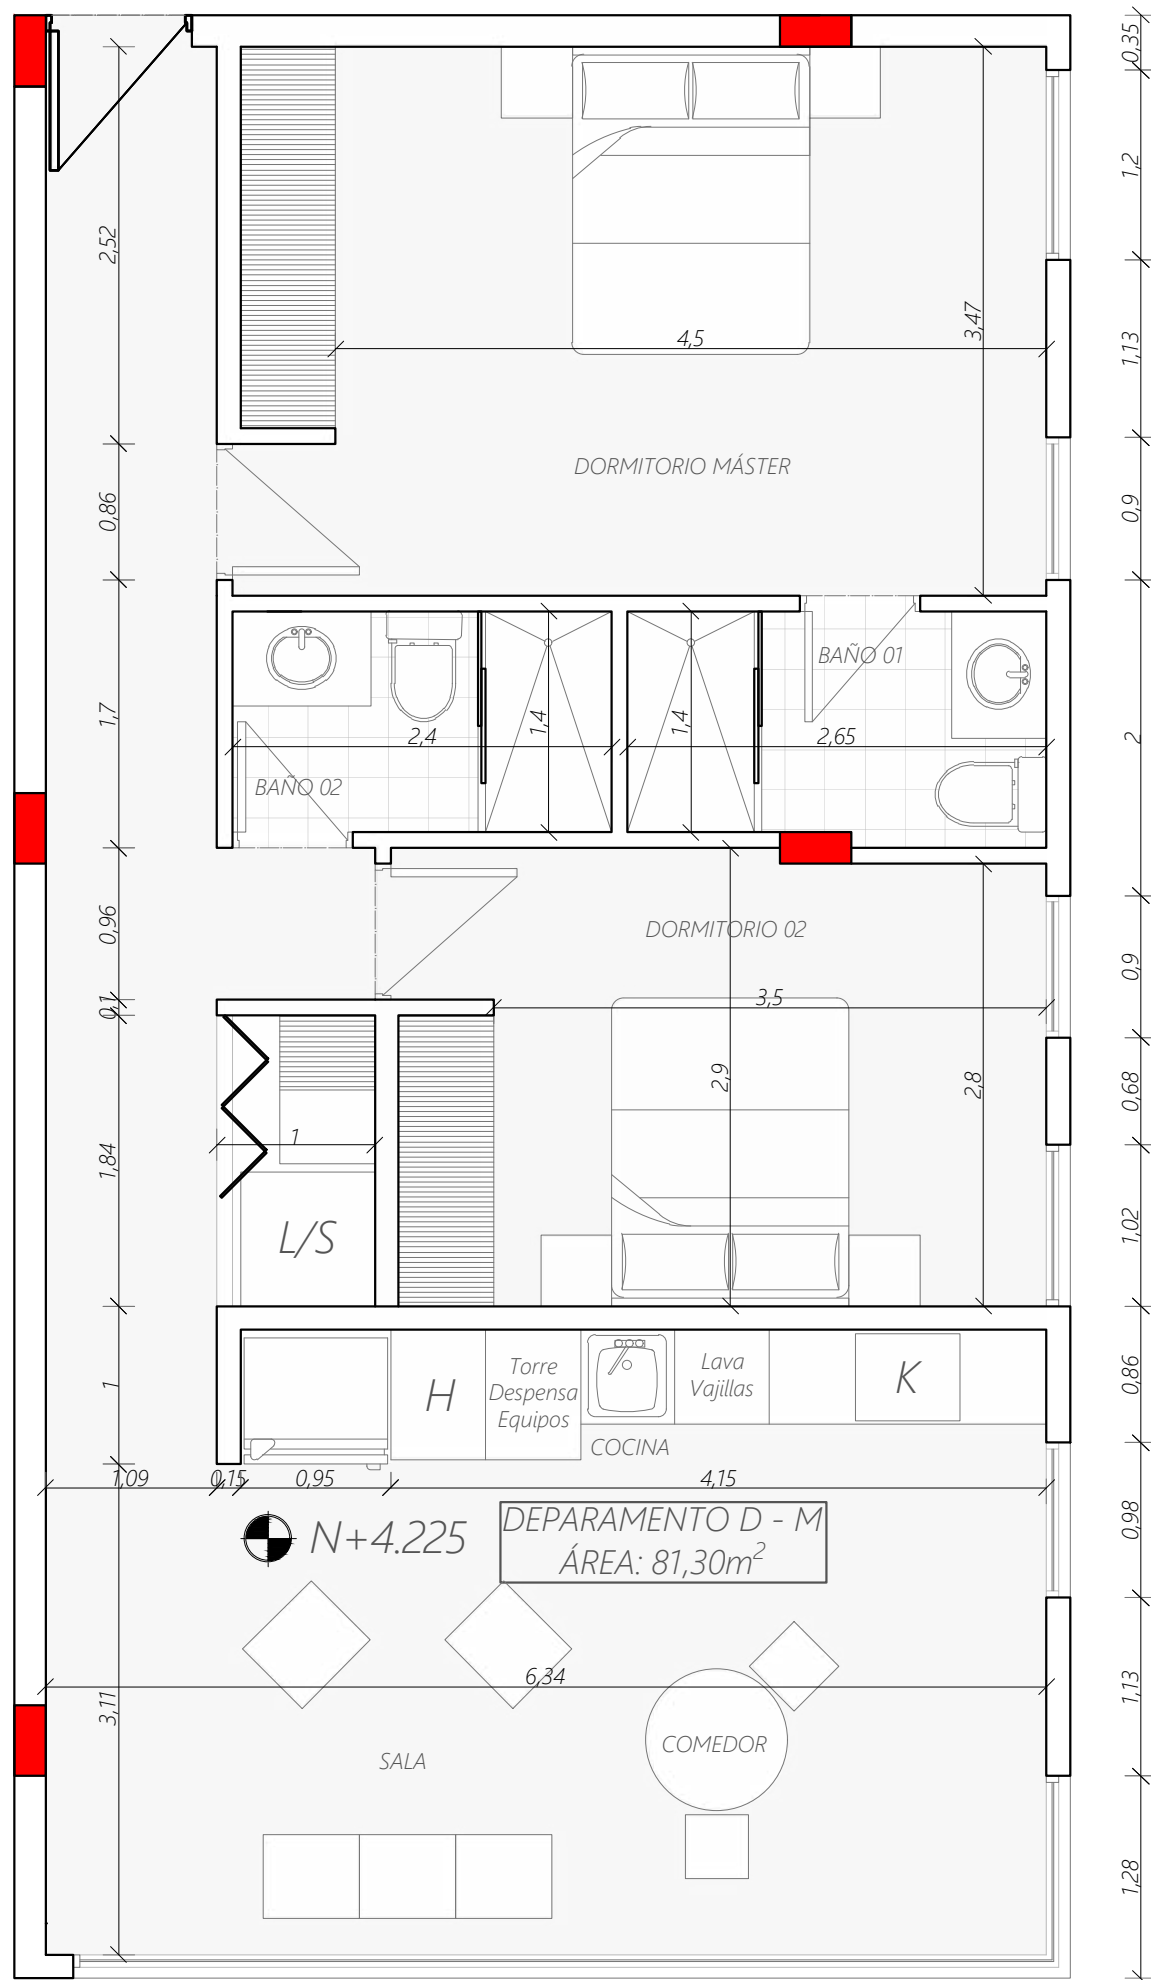 0,35
1,2
2,52
3,47
4,5
1,13
DORMITORIO MÁSTER
0,86
0,9
BAÑO 01
1,7
1,4
1,4
2,4
2,65
2
BAÑO 02
0,96
DORMITORIO 02
0,9
0,1
3,5
2,9
2,8
0,68
1
1,84
1,02
L/S
H
Torre
Despensa
Equipos
Lava
Vajillas
K
0,86
1
COCINA
1,09
0,15
0,95
4,15
0,98
N+4.225
DEPARAMENTO D - M
ÁREA: 81,30m²
6,34
3,11
1,13
SALA
COMEDOR
1,28